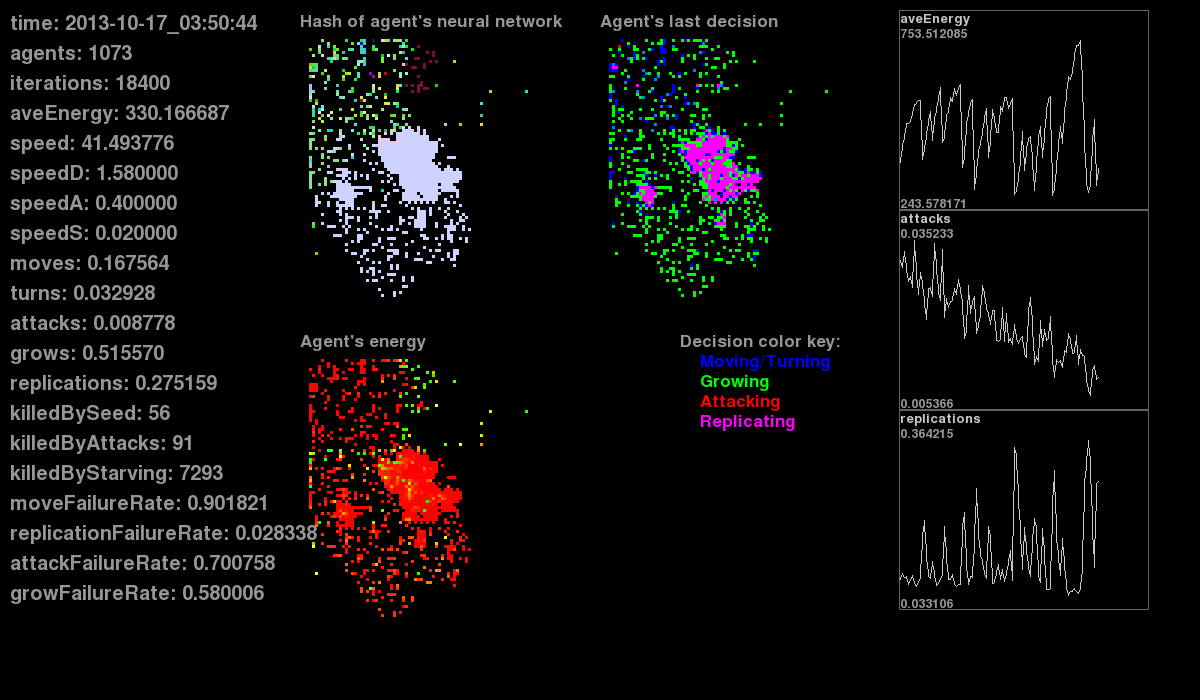 time: 2013-10-17_03:50:44
agents: 1073
iterations: 18400
aveEnergy: 330.166687
speed: 41.493776
speedD: 1.580000
speedA: 0.400000
speedS: 0.020000
moves: 0.167564
turns: 0.032928
attacks: 0.008778
grows: 0.515570
replications: 0.275159
killedBySeed: 56
killedByAttacks: 91
killedByStarving: 7293
moveFailureRate: 0.901821
replicationFailureRate: 0.028338
attackFailureRate: 0.700758
growFailureRate: 0.580006
Hash of agent's neural network
Agent's last decision
Agent's energy
Decision color key:
Moving/Turning
Growing
Attacking
Replicating
aveEnergy
753.512085
243.578171
attacks
0.035233
0.005366
replications
0.364215
0.033106